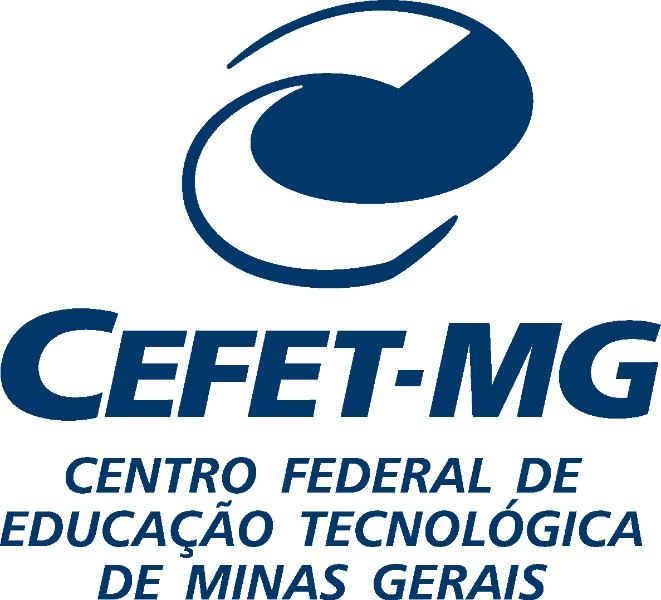 CEFET-MG
CENTRO FEDERAL DE
EDUCAÇÃO TECNOLÓGICA
DE MINAS GERAIS